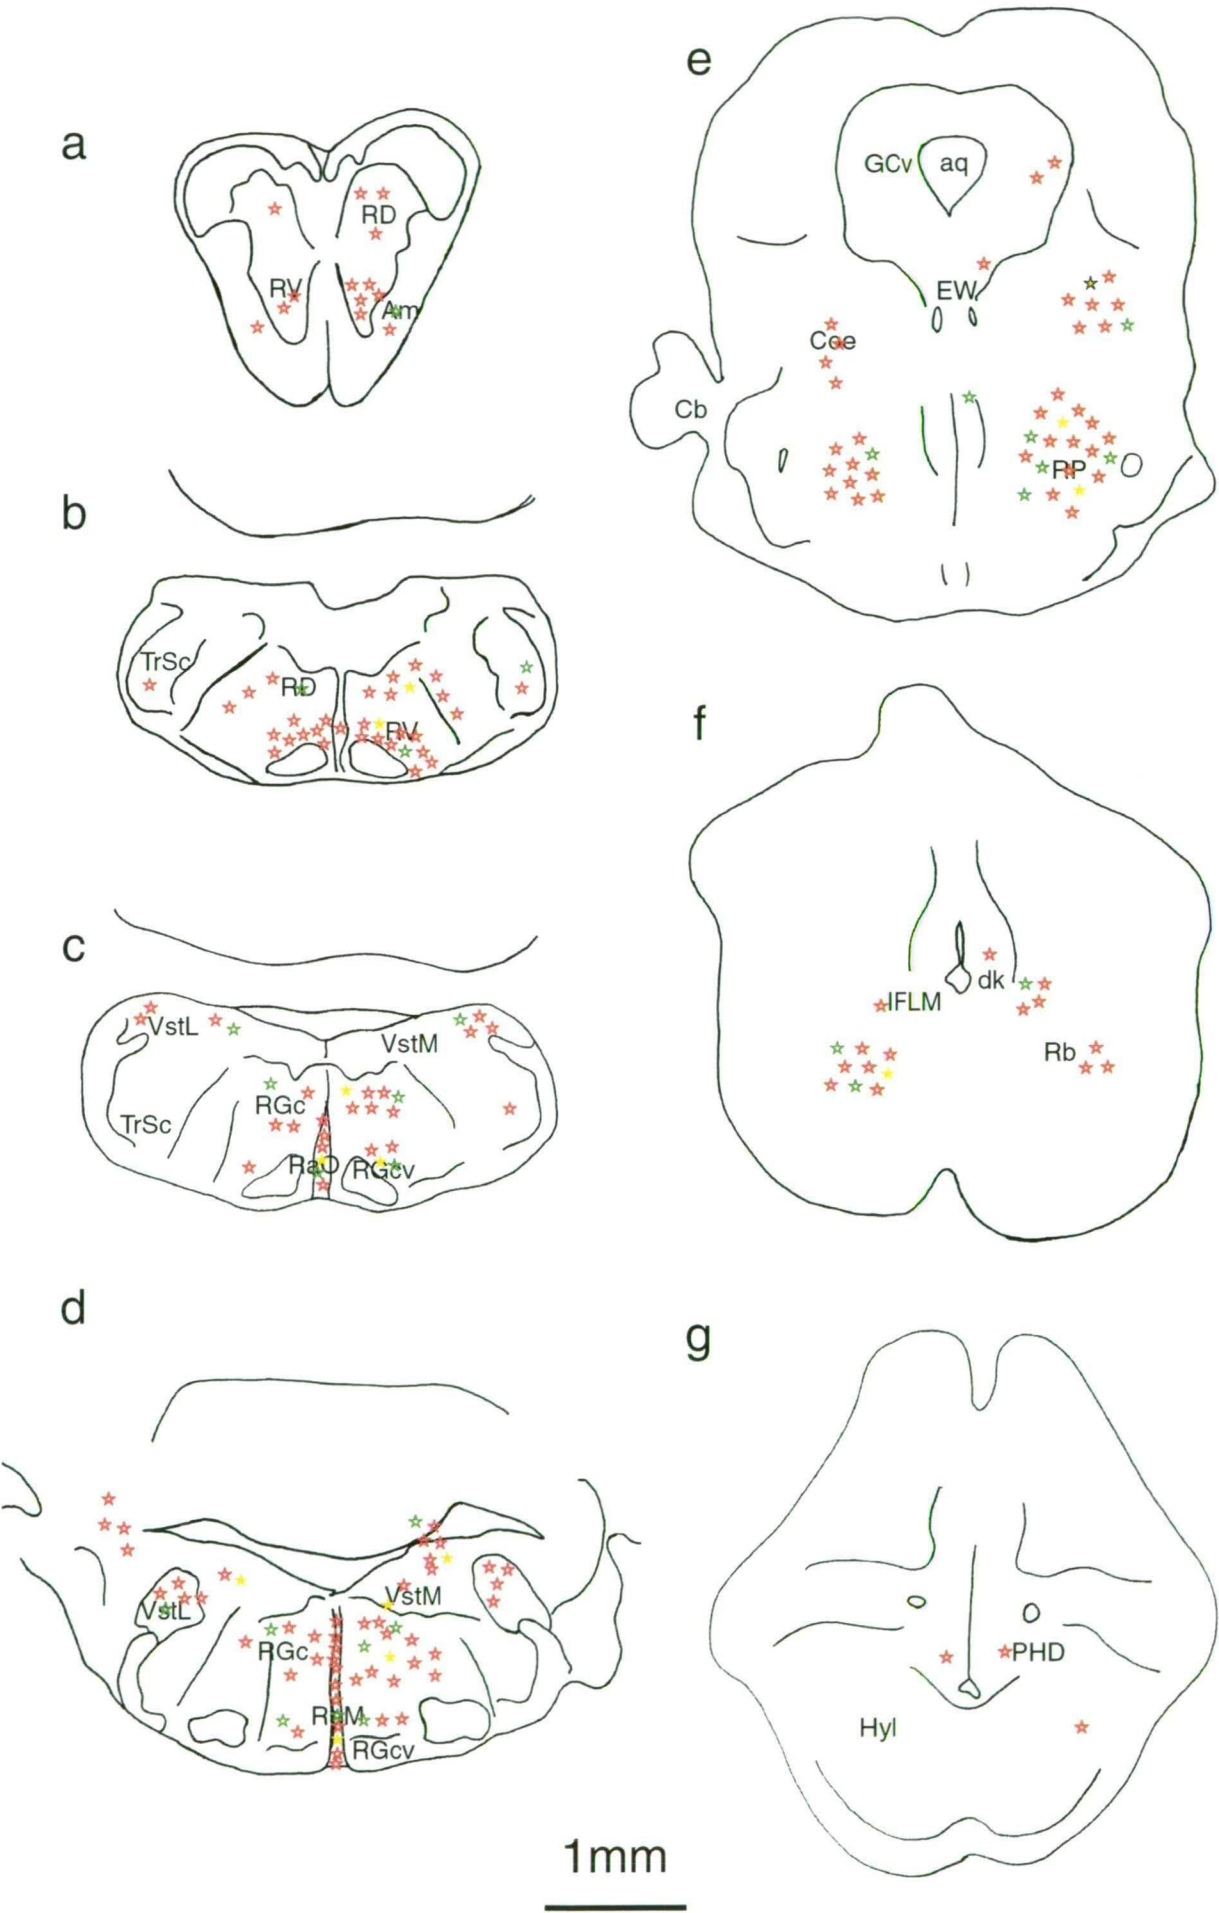 a
RD
RV
Am
b
TrSc
RD
RV
c
VstL
VstM
RGc
TrSc
RaO
RGcv
d
VstL
VstM
RGc
RaM
RGcv
e
GCv
aq
EW
Coe
Cb
RP
f
dk
IFLM
Rb
g
PHD
Hyl
1mm